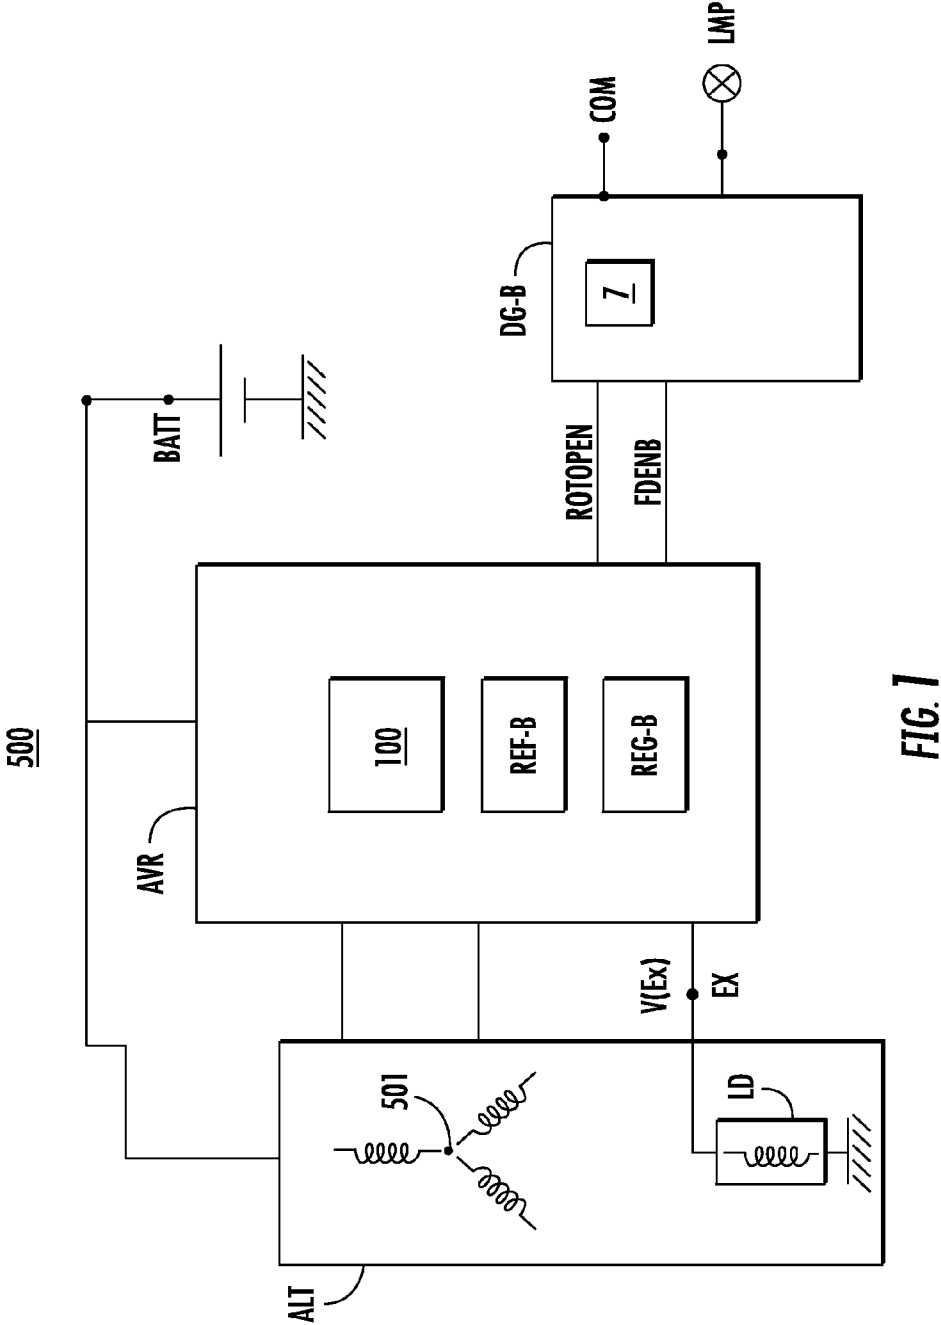 500
BATT
AVR
100
REF-B
REG-B
ALT
501
LD
V(Ex)
EX
ROTOPEN
FDENB
DG-B
7
COM
LMP
FIG. 1